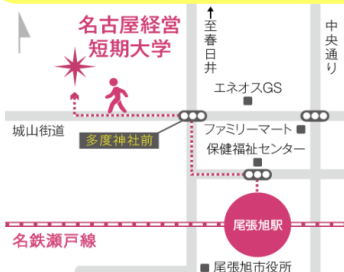 名古屋経営
短期大学
至春日井
中央通り
エネオスGS
城山街道
多度神社前
ファミリーマート
保健福祉センター
尾張旭駅
名鉄瀬戸線
尾張旭市役所